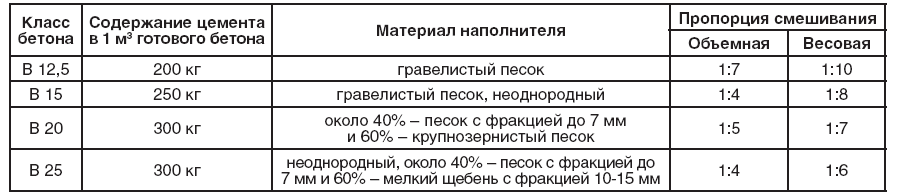 Класс бетона
Содержание цемента в 1 м³ готового бетона
Материал наполнителя
Пропорция смешивания
Объемная
Весовая
В 12,5
200 кг
гравелистый песок
1:7
1:10
В 15
250 кг
гравелистый песок, неоднородный
1:4
1:8
В 20
300 кг
около 40% – песок с фракцией до 7 мм
и 60% – крупнозернистый песок
1:5
1:7
В 25
300 кг
неоднородный, около 40% – песок с фракцией до
7 мм и 60% – мелкий щебень с фракцией 10-15 мм
1:4
1:6